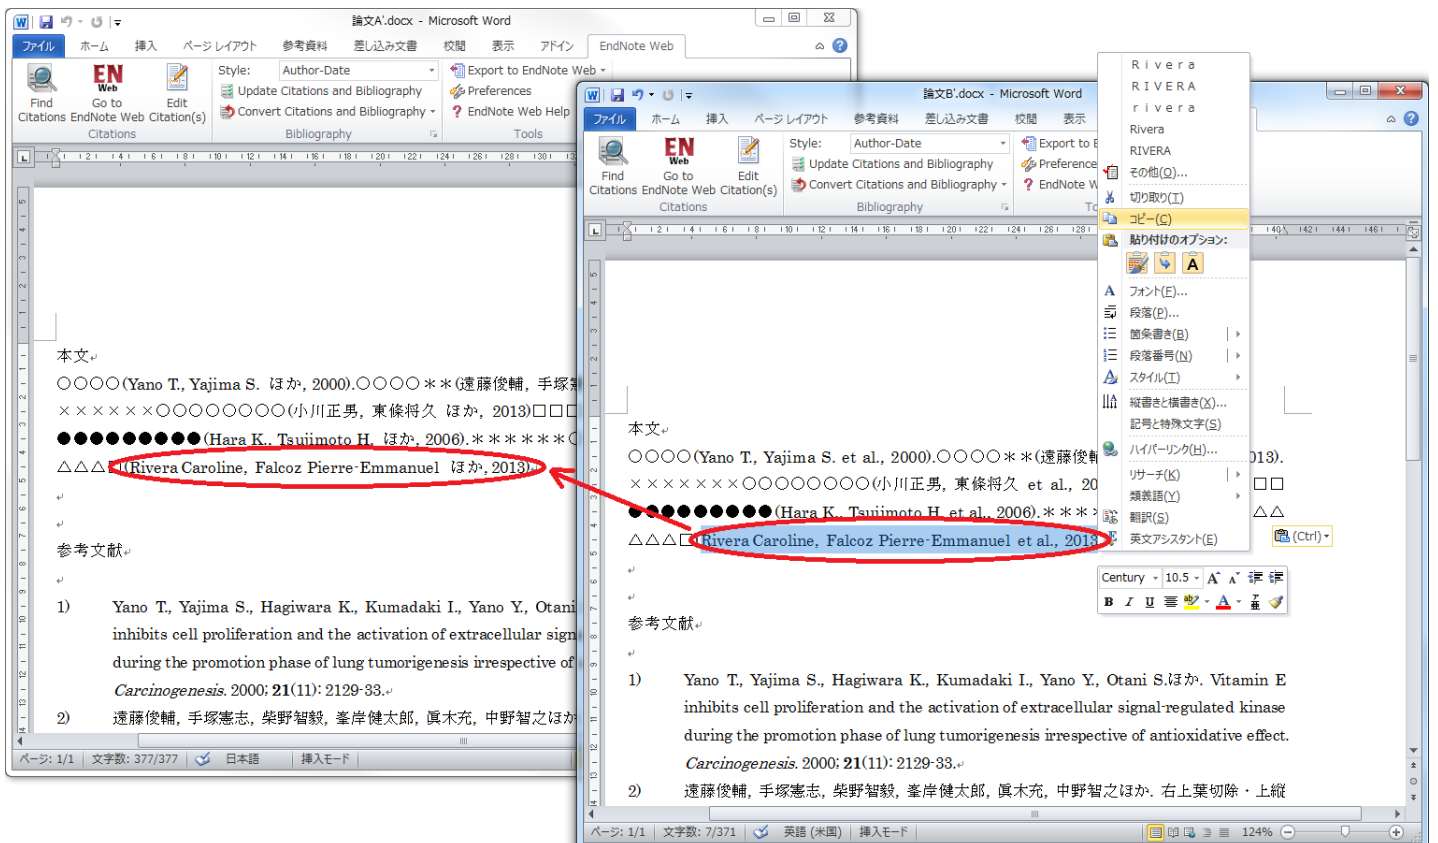 論文A'.docx - Microsoft Word
ファイル ホーム 挿入 ページ レイアウト 参考資料 差し込み文書 校閲 表示 アドイン EndNote Web
Find Citations
EN Web
Go to EndNote Web
Edit Citation(s)
Citations
Style: Author-Date
Update Citations and Bibliography
Convert Citations and Bibliography
Bibliography
Export to EndNote Web
Preferences
EndNote Web Help
Tools
本文
○○○○(Yano T., Yajima S. ほか, 2000).○○○○＊＊(遠藤俊輔, 手塚憲
××××××○○○○○○○○(小川正男, 東條将久 ほか, 2013)□□□
●●●●●●●●●(Hara K., Tsujimoto H. ほか, 2006).＊＊＊＊＊＊○
△△△□(Rivera Caroline, Falcoz Pierre-Emmanuel ほか, 2013)
参考文献
1) Yano T., Yajima S., Hagiwara K., Kumadaki I., Yano Y., Otani
inhibits cell proliferation and the activation of extracellular sign
during the promotion phase of lung tumorigenesis irrespective of
Carcinogenesis. 2000; 21(11): 2129-33.
2) 遠藤俊輔, 手塚憲志, 柴野智毅, 峯岸健太郎, 眞木充, 中野智之ほか
ページ: 1/1 文字数: 377/377 日本語 挿入モード
論文B'.docx - Microsoft Word
ファイル ホーム 挿入 ページ レイアウト 参考資料 差し込み文書 校閲 表示
Find Citations
EN Web
Go to EndNote Web
Edit Citation(s)
Citations
Style: Author-Date
Update Citations and Bibliography
Convert Citations and Bibliography
Bibliography
Export to E
Preference
EndNote W
To
本文
○○○○(Yano T., Yajima S. et al., 2000).○○○○＊＊(遠藤俊輔 013).
×××××××○○○○○○○○(小川正男, 東條将久 et al., 20 □□
●●●●●●●●●(Hara K., Tsujimoto H. et al., 2006).＊＊＊ △△
△△△□(Rivera Caroline, Falcoz Pierre-Emmanuel et al., 2013
参考文献
1) Yano T., Yajima S., Hagiwara K., Kumadaki I., Yano Y., Otani S.ほか. Vitamin E
inhibits cell proliferation and the activation of extracellular signal-regulated kinase
during the promotion phase of lung tumorigenesis irrespective of antioxidative effect.
Carcinogenesis. 2000; 21(11): 2129-33.
2) 遠藤俊輔, 手塚憲志, 柴野智毅, 峯岸健太郎, 眞木充, 中野智之ほか. 右上葉切除・上縦
ページ: 1/1 文字数: 7/371 英語 (米国) 挿入モード 124%
Ｒｉｖｅｒａ
ＲＩＶＥＲＡ
ｒｉｖｅｒａ
Rivera
RIVERA
その他(O)...
切り取り(T)
コピー(C)
貼り付けのオプション:
A
フォント(F)...
段落(P)...
箇条書き(B)
段落番号(N)
スタイル(T)
縦書きと横書き(X)...
記号と特殊文字(S)
ハイパーリンク(H)...
リサーチ(K)
類義語(Y)
翻訳(S)
英文アシスタント(E)
(Ctrl)
Century 10.5
B I U